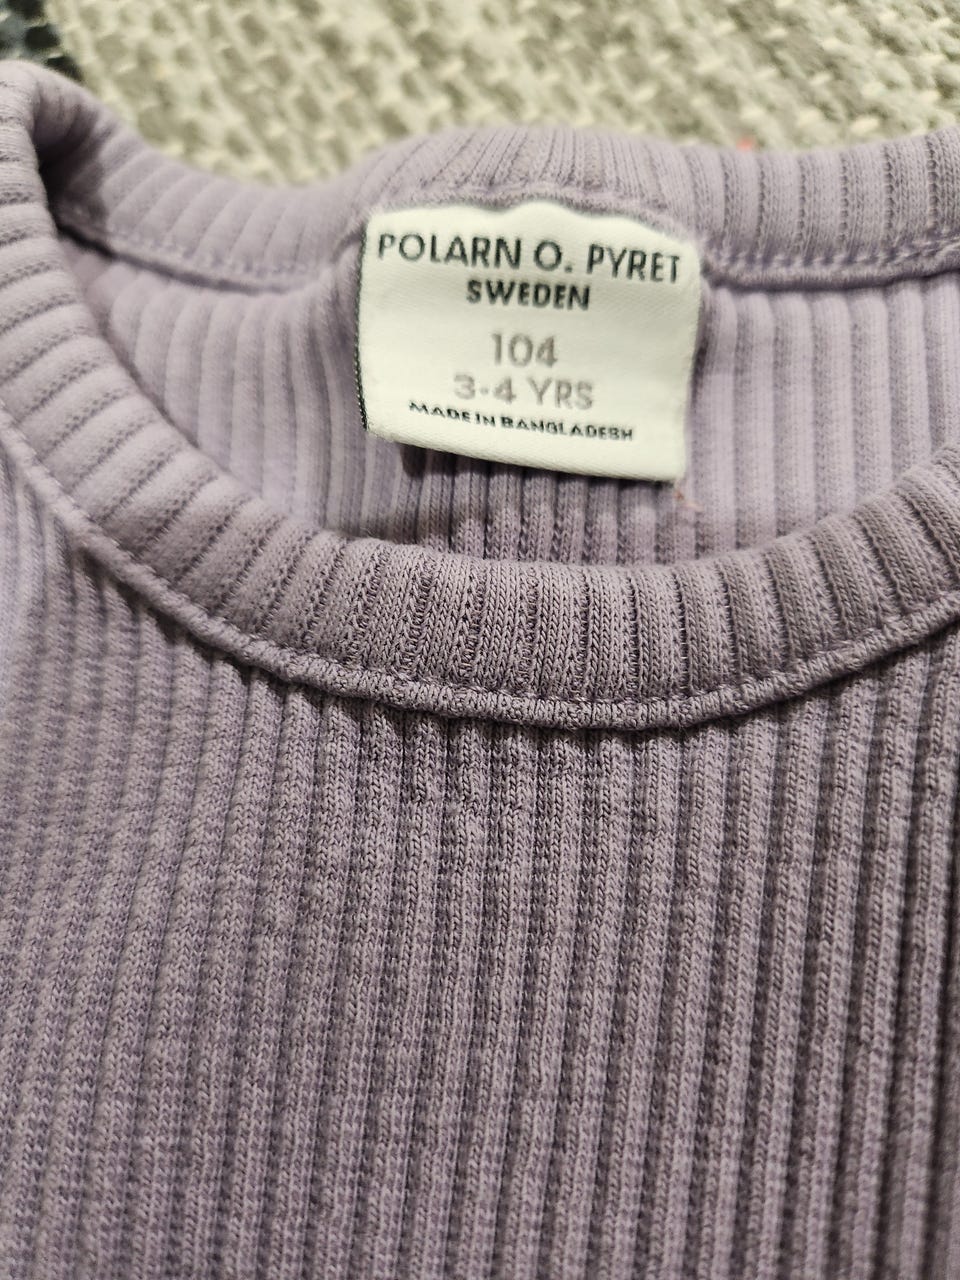 POLARN O. PYRET
SWEDEN
104
3-4 YRS
MADE IN BANGLADESH